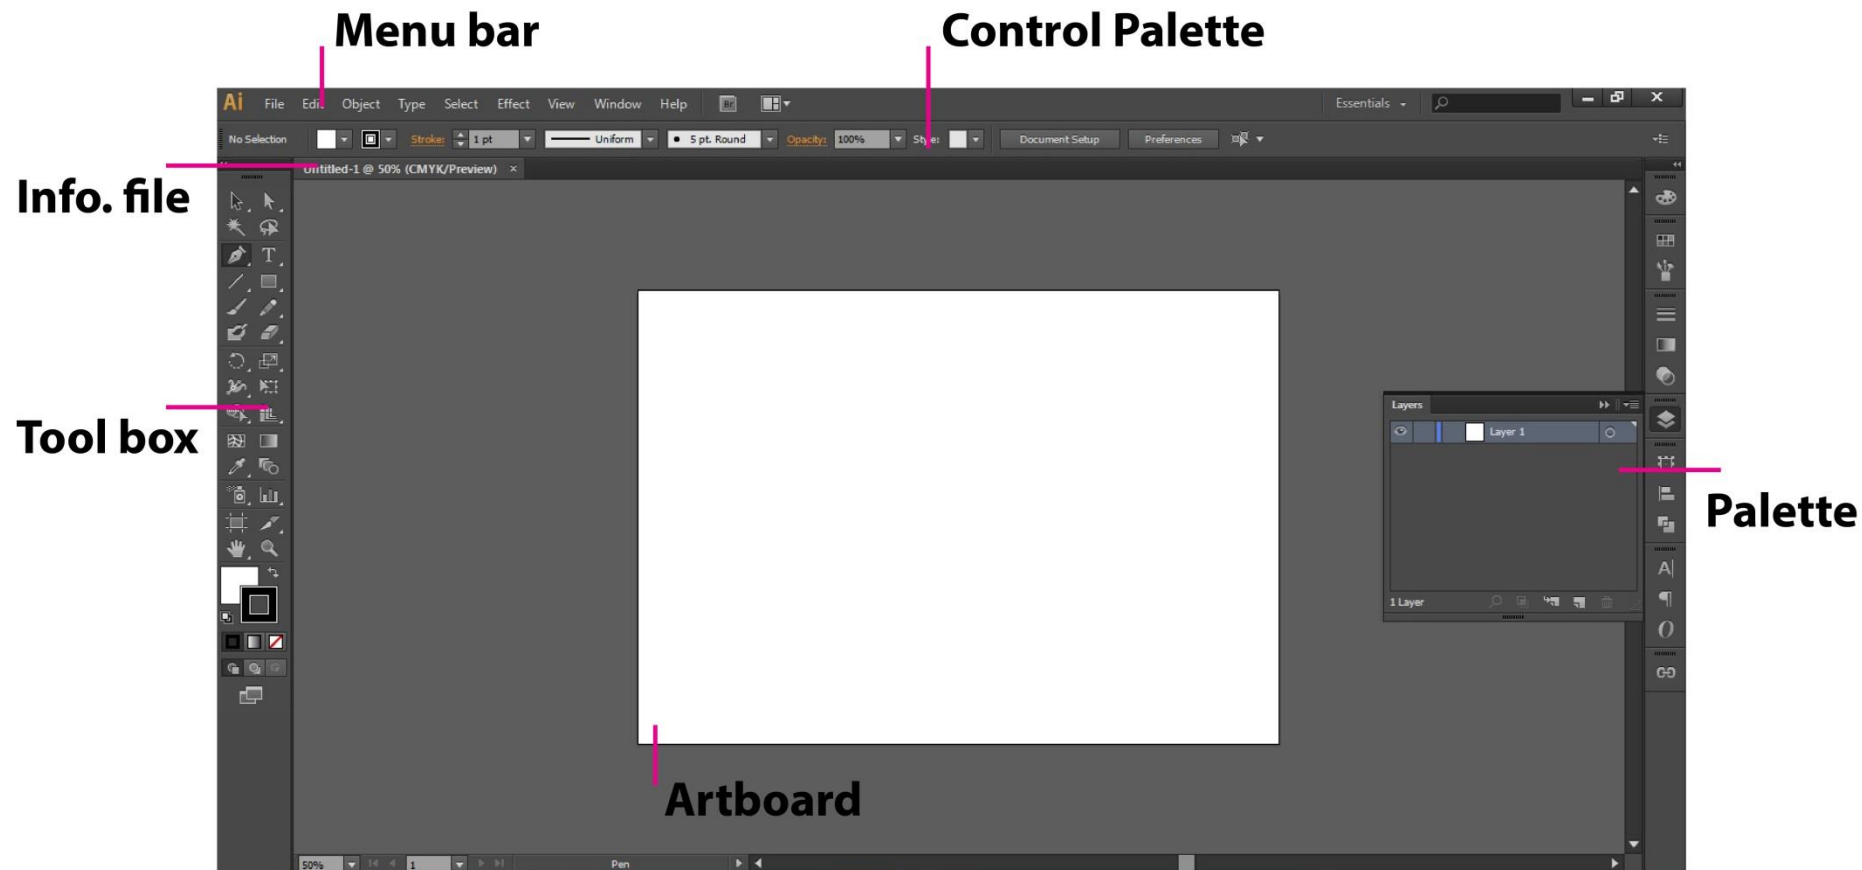 Menu bar
Control Palette
Ai File Edit Object Type Select Effect View Window Help Br Essentials
No Selection Stroke: 1 pt Uniform 5 pt. Round Opacity: 100% Style: Document Setup Preferences
Untitled-1 @ 50% (CMYK/Preview) ×
Info. file
Layers
Layer 1
Tool box
Palette
1 Layer
Artboard
50% 1 Pen